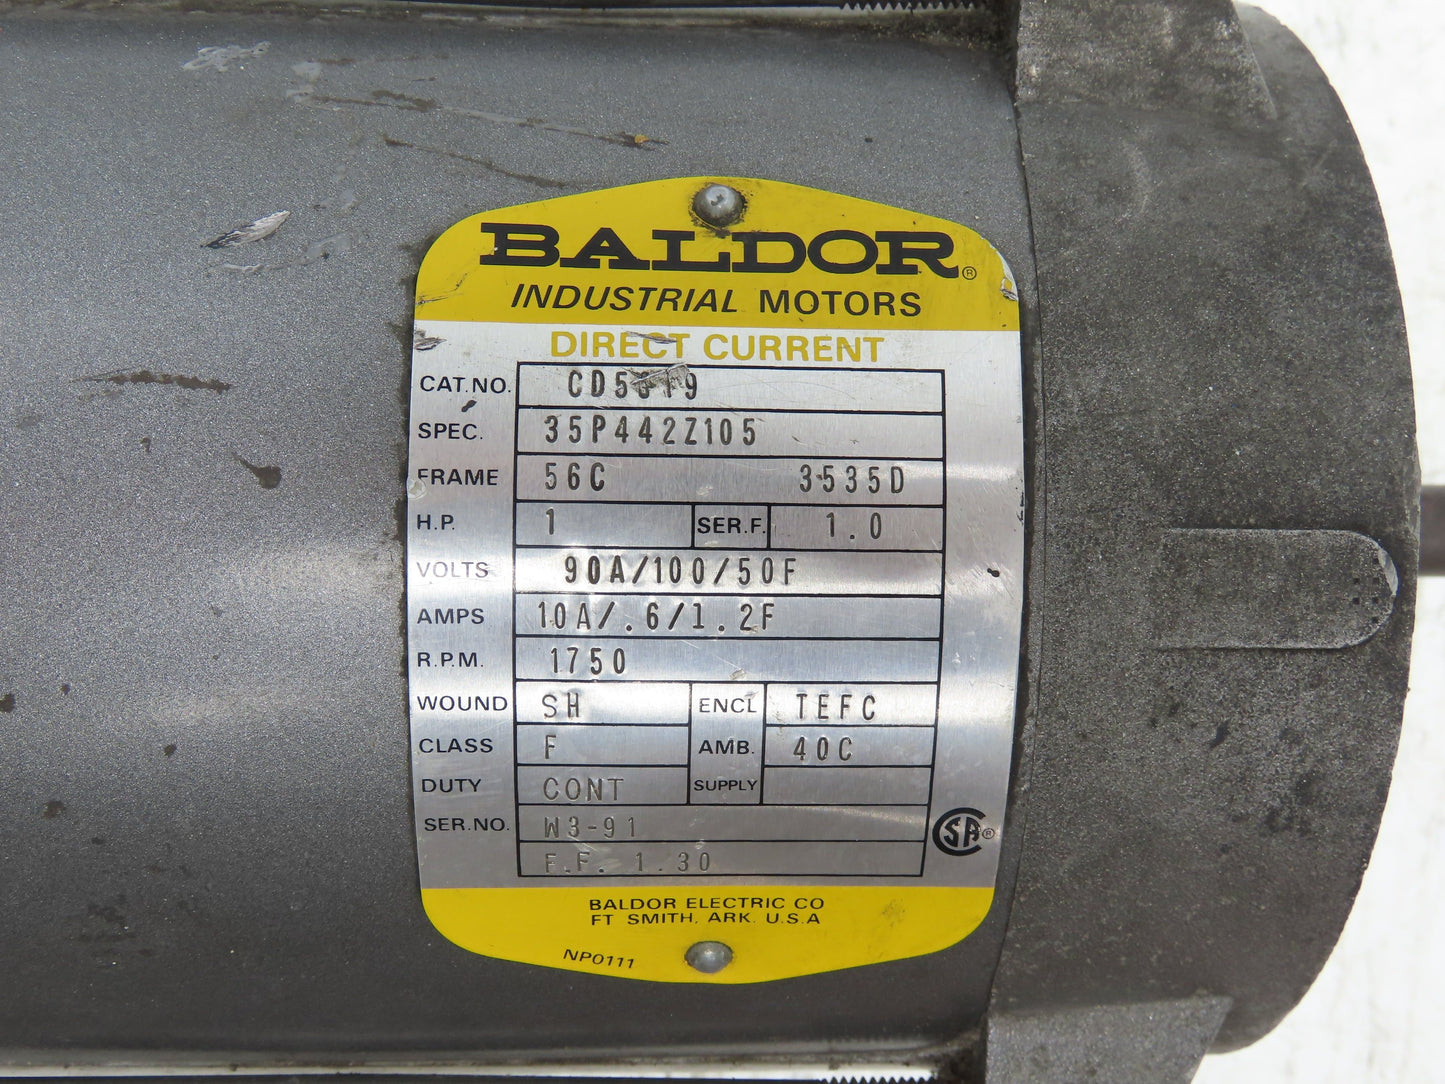 BALDOR®
INDUSTRIAL MOTORS
DIRECT CURRENT
CAT.NO.
SPEC. 35P442Z105
FRAME 56C 3535D
H.P. 1 SER.F. 1.0
VOLTS 90A/100/50F
AMPS 10A/.6/1.2F
R.P.M. 1750
WOUND SH ENCL TEFC
CLASS F AMB. 40C
DUTY CONT SUPPLY
SER.NO. W3-91
F.F. 1.30
SA®
BALDOR ELECTRIC CO
FT SMITH, ARK. U.S.A
NP0111